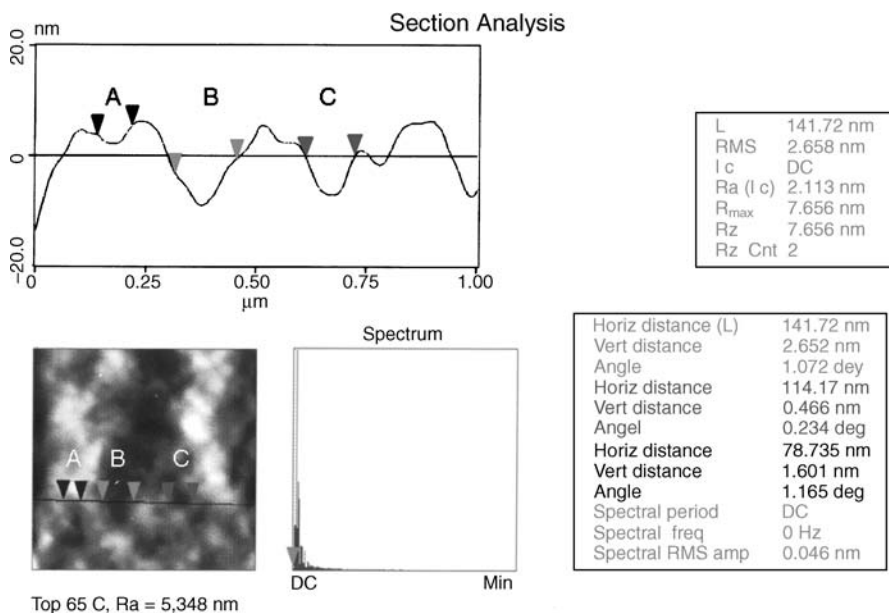 Section Analysis
nm
20.0
0
−20.0
A B C
0 0.25 0.50 0.75 1.00
μm
L 141.72 nm
RMS 2.658 nm
l c DC
Ra (l c) 2.113 nm
Rmax 7.656 nm
Rz 7.656 nm
Rz Cnt 2
Spectrum
A B C
DC Min
Horiz distance (L) 141.72 nm
Vert distance 2.652 nm
Angle 1.072 dey
Horiz distance 114.17 nm
Vert distance 0.466 nm
Angel 0.234 deg
Horiz distance 78.735 nm
Vert distance 1.601 nm
Angle 1.165 deg
Spectral period DC
Spectral freq 0 Hz
Spectral RMS amp 0.046 nm
Top 65 C, Ra = 5,348 nm